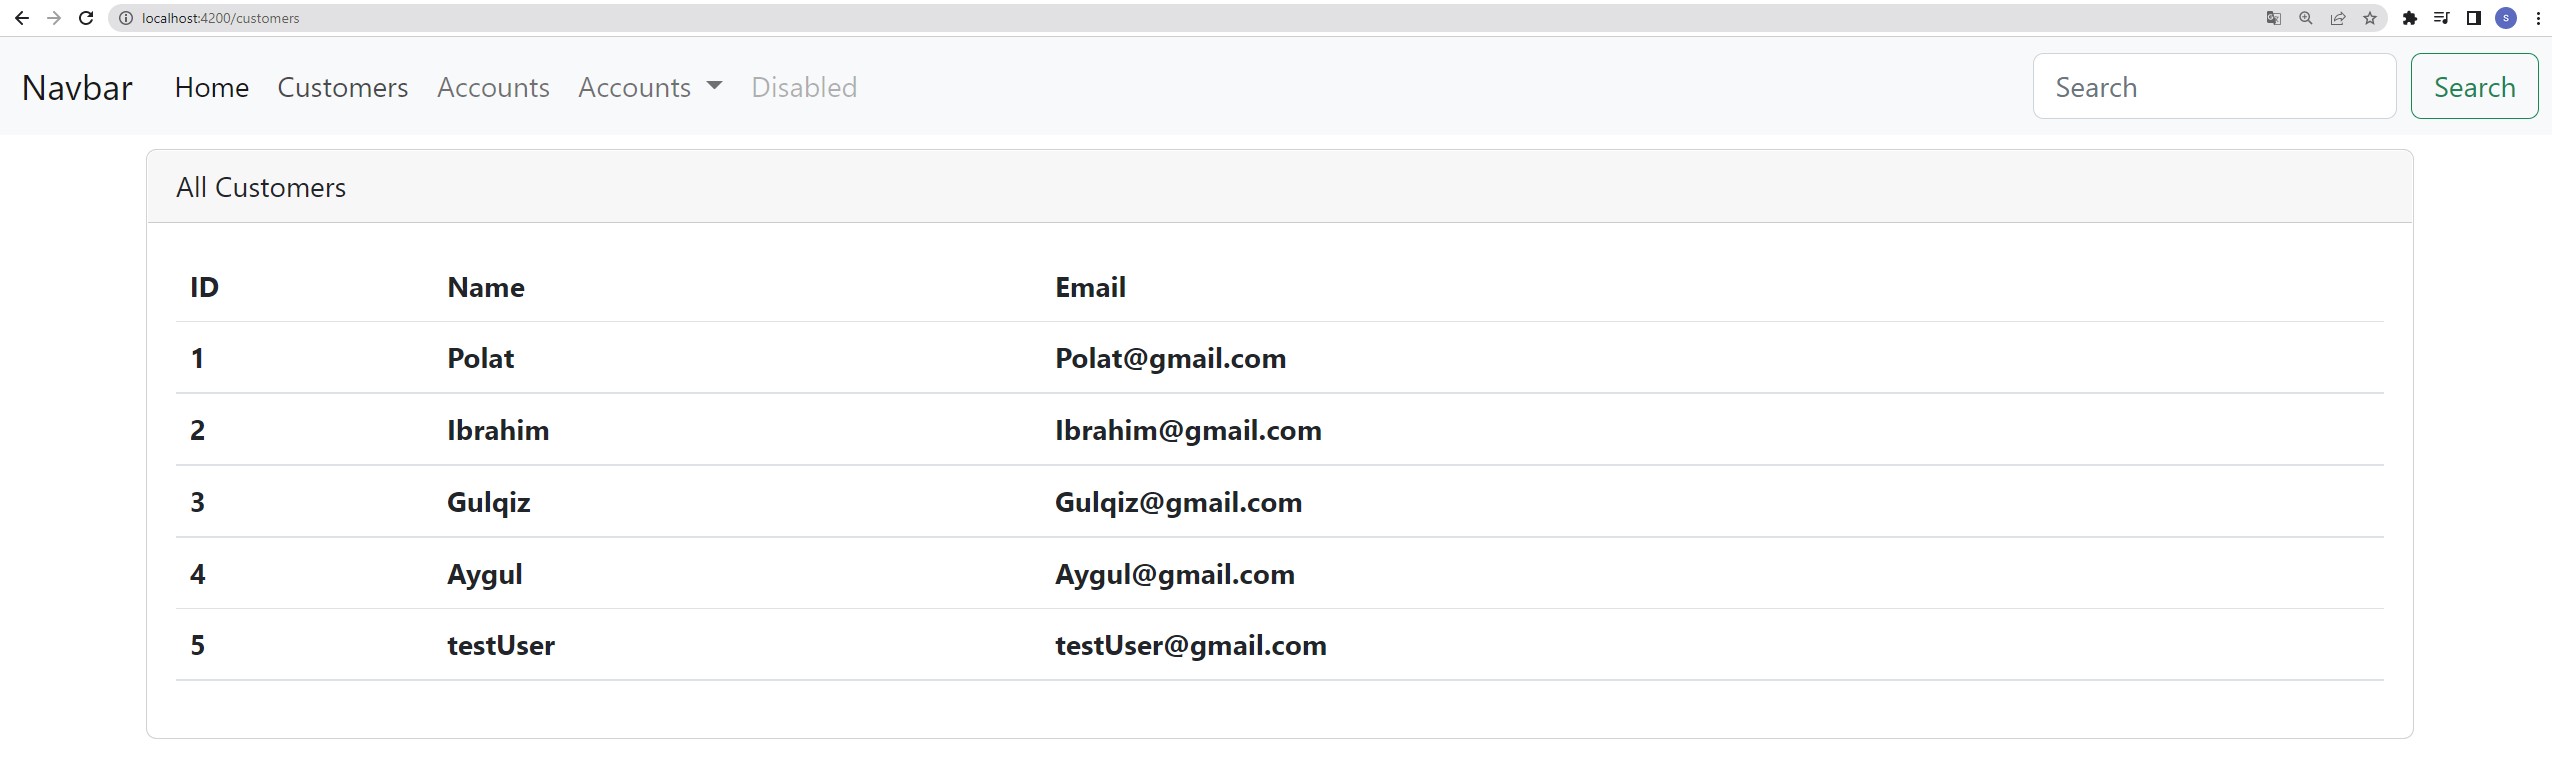 localhost:4200/customers
Navbar Home Customers Accounts Accounts Disabled Search Search
All Customers
ID Name Email
1 Polat Polat@gmail.com
2 Ibrahim Ibrahim@gmail.com
3 Gulqiz Gulqiz@gmail.com
4 Aygul Aygul@gmail.com
5 testUser testUser@gmail.com